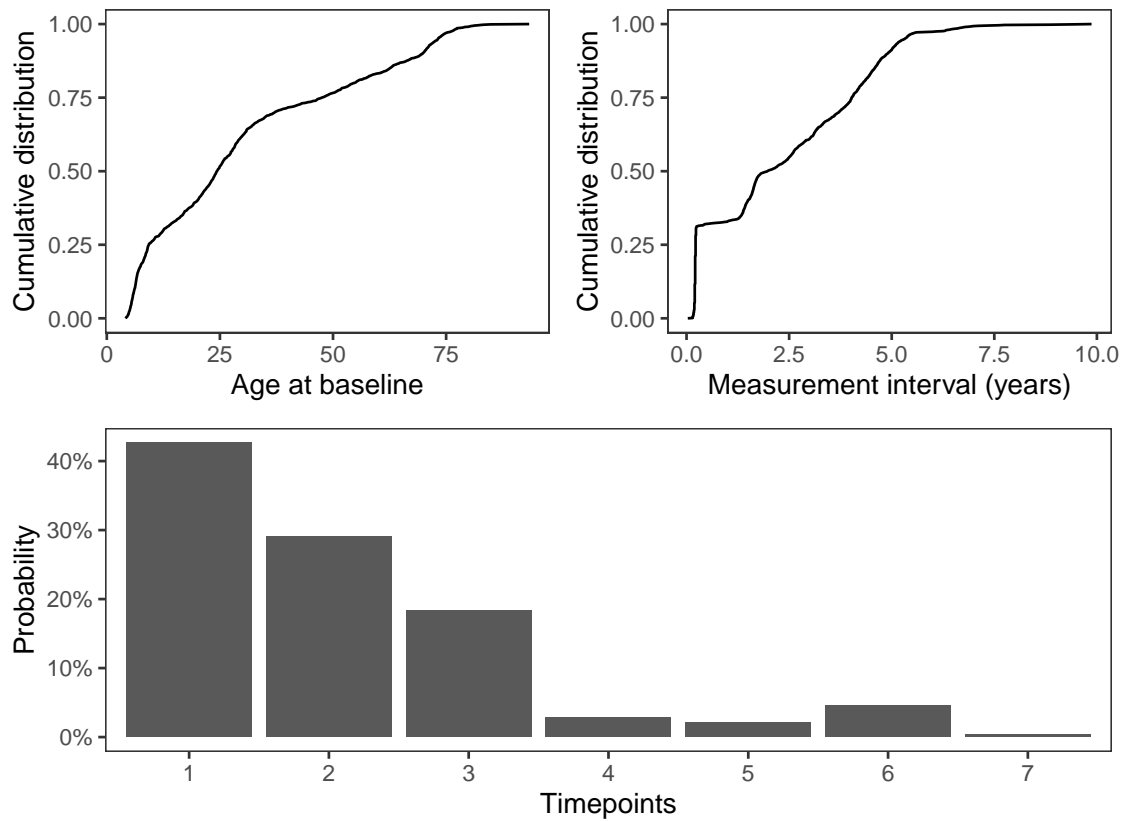 Cumulative distribution
1.00
0.75
0.50
0.25
0.00
0 25 50 75
Age at baseline
Cumulative distribution
1.00
0.75
0.50
0.25
0.00
0.0 2.5 5.0 7.5 10.0
Measurement interval (years)
Probability
40%
30%
20%
10%
0%
1 2 3 4 5 6 7
Timepoints